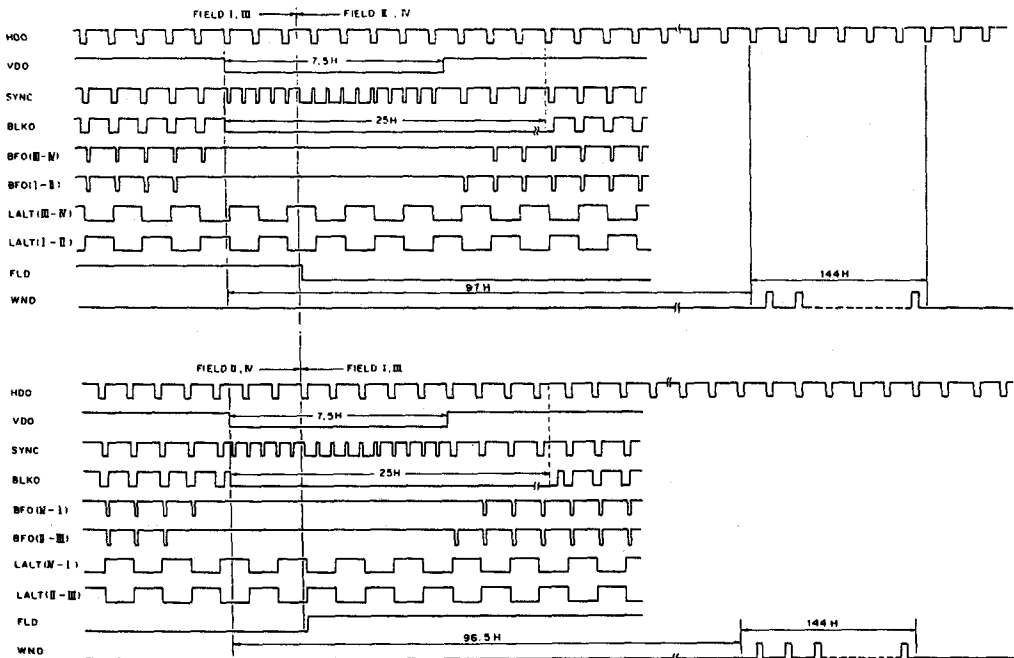 FIELD I, III FIELD II, IV
HDO
VDO 7.5H
SYNC
BLKO 25H
BFO(III-IV)
BFO(I-II)
LALT(III-IV)
LALT(I-II)
FLD
97H 144H
WND
FIELD II, IV FIELD I, III
HDO
VDO 7.5H
SYNC
BLKO 25H
BFO(IV-I)
BFO(II-III)
LALT(IV-I)
LALT(II-III)
FLD
96.5H 144H
WND